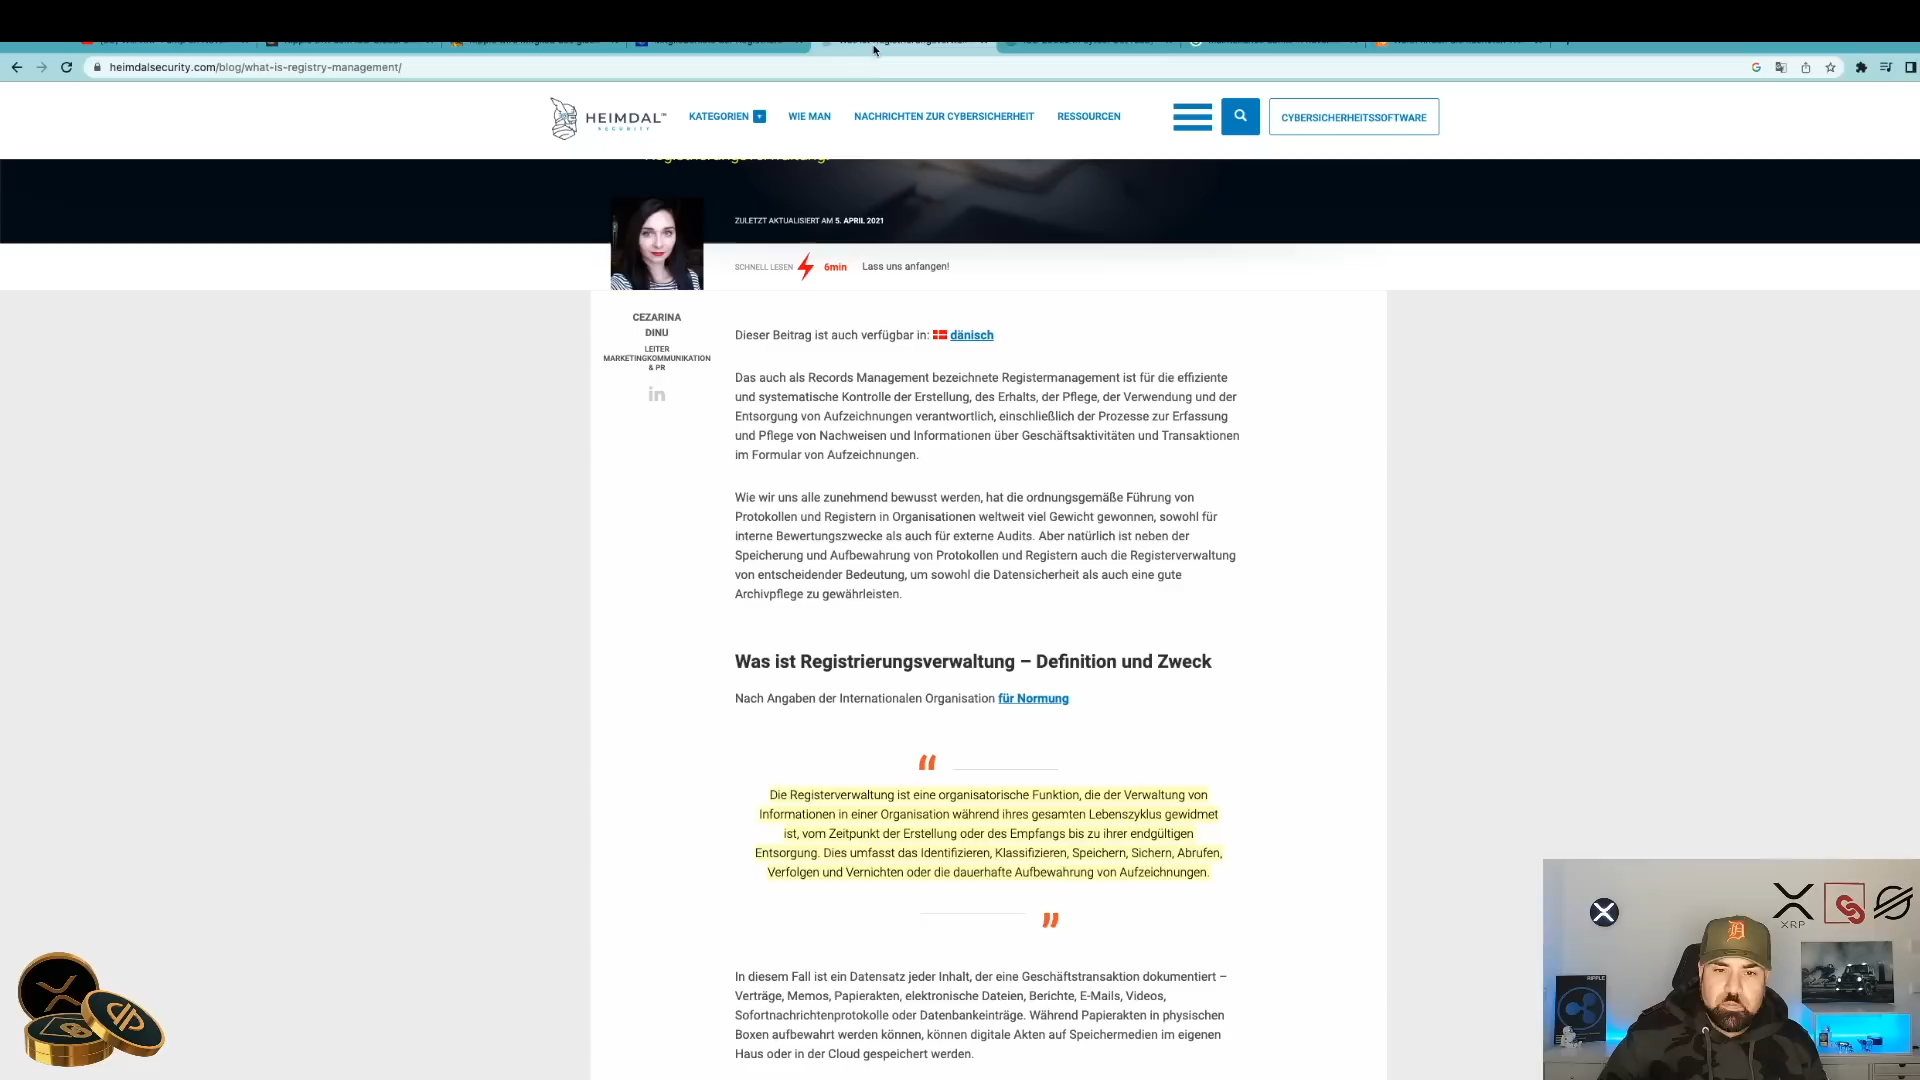 heimdalsecurity.com/blog/what-is-registry-management/
HEIMDAL™
SECURITY
KATEGORIEN
WIE MAN
NACHRICHTEN ZUR CYBERSICHERHEIT
RESSOURCEN
CYBERSICHERHEITSSOFTWARE
Registrierungsverwaltung.
ZULETZT AKTUALISIERT AM 5. APRIL 2021
SCHNELL LESEN 6min Lass uns anfangen!
CEZARINA
DINU
LEITER
MARKETINGKOMMUNIKATION
& PR
in
Dieser Beitrag ist auch verfügbar in: dänisch
Das auch als Records Management bezeichnete Registermanagement ist für die effiziente
und systematische Kontrolle der Erstellung, des Erhalts, der Pflege, der Verwendung und der
Entsorgung von Aufzeichnungen verantwortlich, einschließlich der Prozesse zur Erfassung
und Pflege von Nachweisen und Informationen über Geschäftsaktivitäten und Transaktionen
im Formular von Aufzeichnungen.
Wie wir uns alle zunehmend bewusst werden, hat die ordnungsgemäße Führung von
Protokollen und Registern in Organisationen weltweit viel Gewicht gewonnen, sowohl für
interne Bewertungszwecke als auch für externe Audits. Aber natürlich ist neben der
Speicherung und Aufbewahrung von Protokollen und Registern auch die Registerverwaltung
von entscheidender Bedeutung, um sowohl die Datensicherheit als auch eine gute
Archivpflege zu gewährleisten.
Was ist Registrierungsverwaltung – Definition und Zweck
Nach Angaben der Internationalen Organisation für Normung
"
Die Registerverwaltung ist eine organisatorische Funktion, die der Verwaltung von
Informationen in einer Organisation während ihres gesamten Lebenszyklus gewidmet
ist, vom Zeitpunkt der Erstellung oder des Empfangs bis zu ihrer endgültigen
Entsorgung. Dies umfasst das Identifizieren, Klassifizieren, Speichern, Sichern, Abrufen,
Verfolgen und Vernichten oder die dauerhafte Aufbewahrung von Aufzeichnungen.
"
In diesem Fall ist ein Datensatz jeder Inhalt, der eine Geschäftstransaktion dokumentiert –
Verträge, Memos, Papierakten, elektronische Dateien, Berichte, E-Mails, Videos,
Sofortnachrichtenprotokolle oder Datenbankeinträge. Während Papierakten in physischen
Boxen aufbewahrt werden können, können digitale Akten auf Speichermedien im eigenen
Haus oder in der Cloud gespeichert werden.
XRP
RIPPLE
D